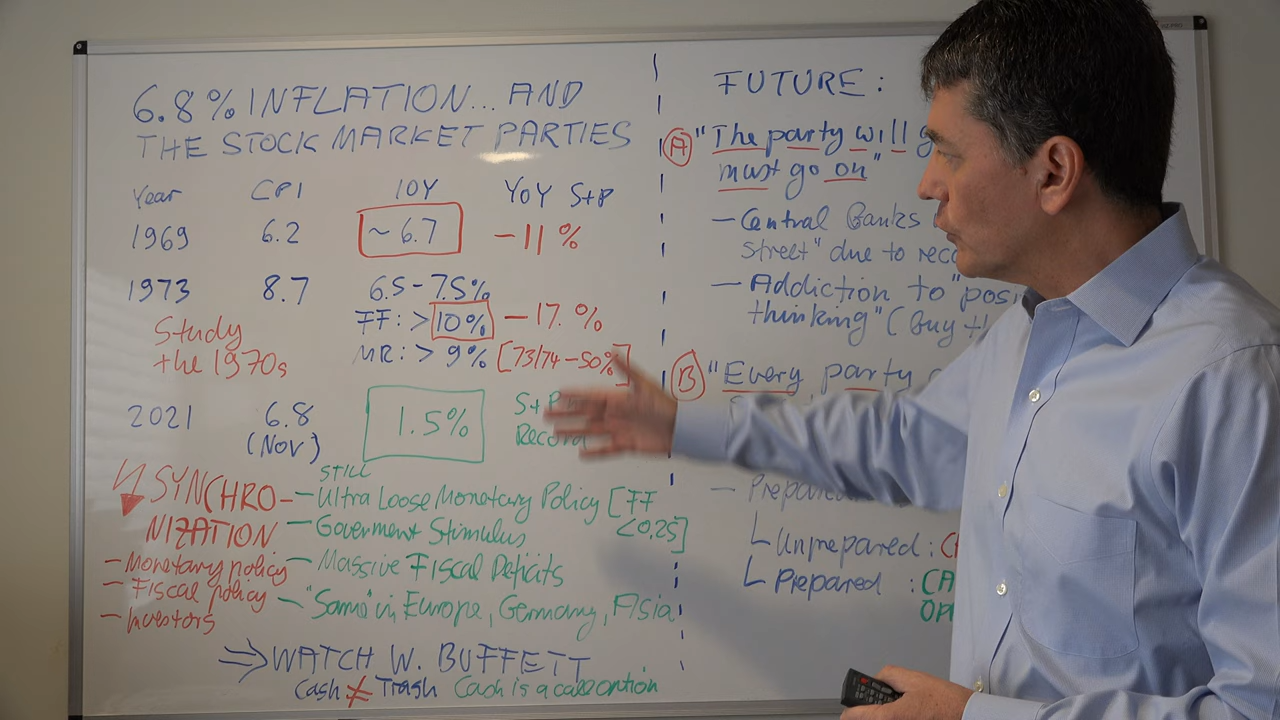 6.8% INFLATION... AND
THE STOCK MARKET PARTIES
Year CPI 10Y YoY S+P
1969 6.2 ~ 6.7 -11%
1973 8.7 6.5-7.5%
FF: > 10% -17. %
MR: > 9% [73/74 -50%]
Study
the 1970s
2021 6.8 1.5% S+P
(Nov) Record
STILL
SYNCHRO-
NIZATION
- Monetary policy
- Fiscal policy
- Investors
- Ultra Loose Monetary Policy [FF
<0.25]
- Goverment Stimulus
- Massive Fiscal Deficits
- "Same" in Europe, Germany, Asia
⇒ WATCH W. BUFFETT
Cash ≠ Trash Cash is a call option
FUTURE:
A "The party will
must go on"
- Central Banks
street" due to
- Addiction to
thinking" (Buy
B "Every party
- Prepared
Unprepared:
Prepared :